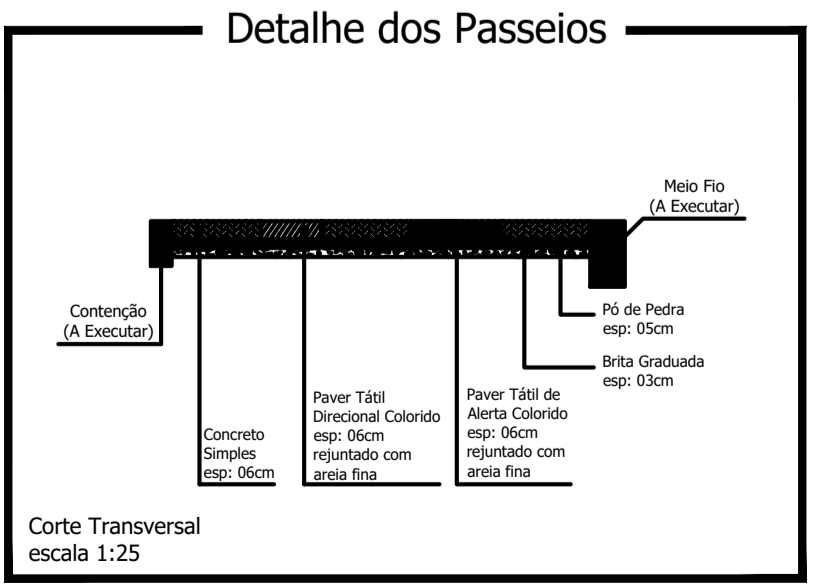 Detalhe dos Passeios
Meio Fio
(A Executar)
Contenção
(A Executar)
Pó de Pedra
esp: 05cm
Brita Graduada
esp: 03cm
Concreto
Simples
esp: 06cm
Paver Tátil
Direcional Colorido
esp: 06cm
rejuntado com
areia fina
Paver Tátil de
Alerta Colorido
esp: 06cm
rejuntado com
areia fina
Corte Transversal
escala 1:25